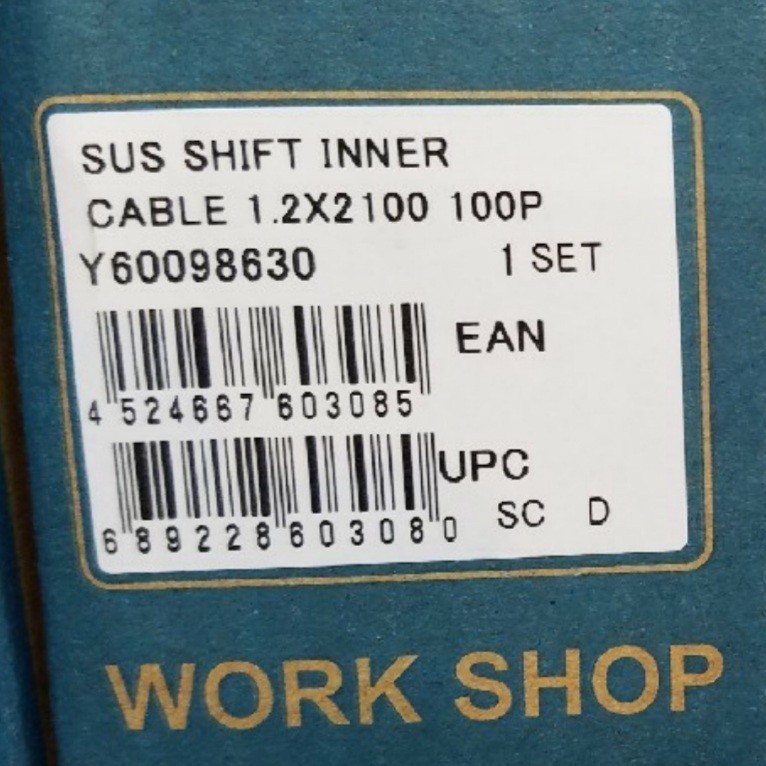 SUS SHIFT INNER
CABLE 1.2X2100 100P
Y60098630 1 SET
EAN
4 524667 603085
UPC
6 89228 60308 0
SC D
WORK SHOP